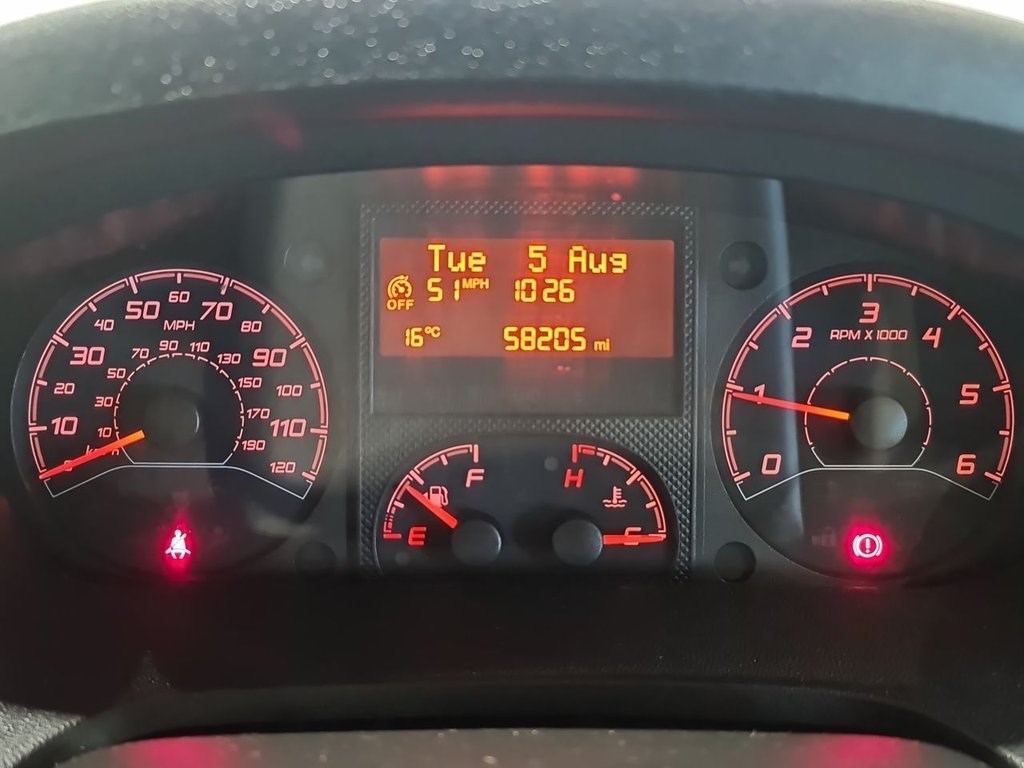 Tue 5 Aug
OFF 51 MPH 10 26
16 °C 58205 mi
0 10 20 30 40 50 60 70 80 90 100 110 120
MPH
10 30 50 70 90 110 130 150 170 190
F
E
H
C
0 1 2 3 4 5 6
RPM X 1000